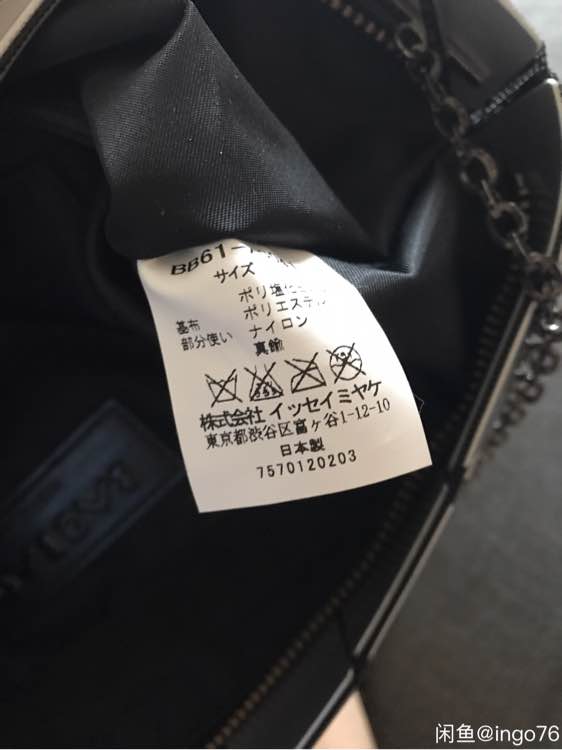 BB61-
サイズ
ポリ塩化
ポリエステル
基布
部分使い ナイロン
真鍮
株式会社 イッセイミヤケ
東京都渋谷区富ヶ谷1-12-10
日本製
7570120203
闲鱼@ingo76